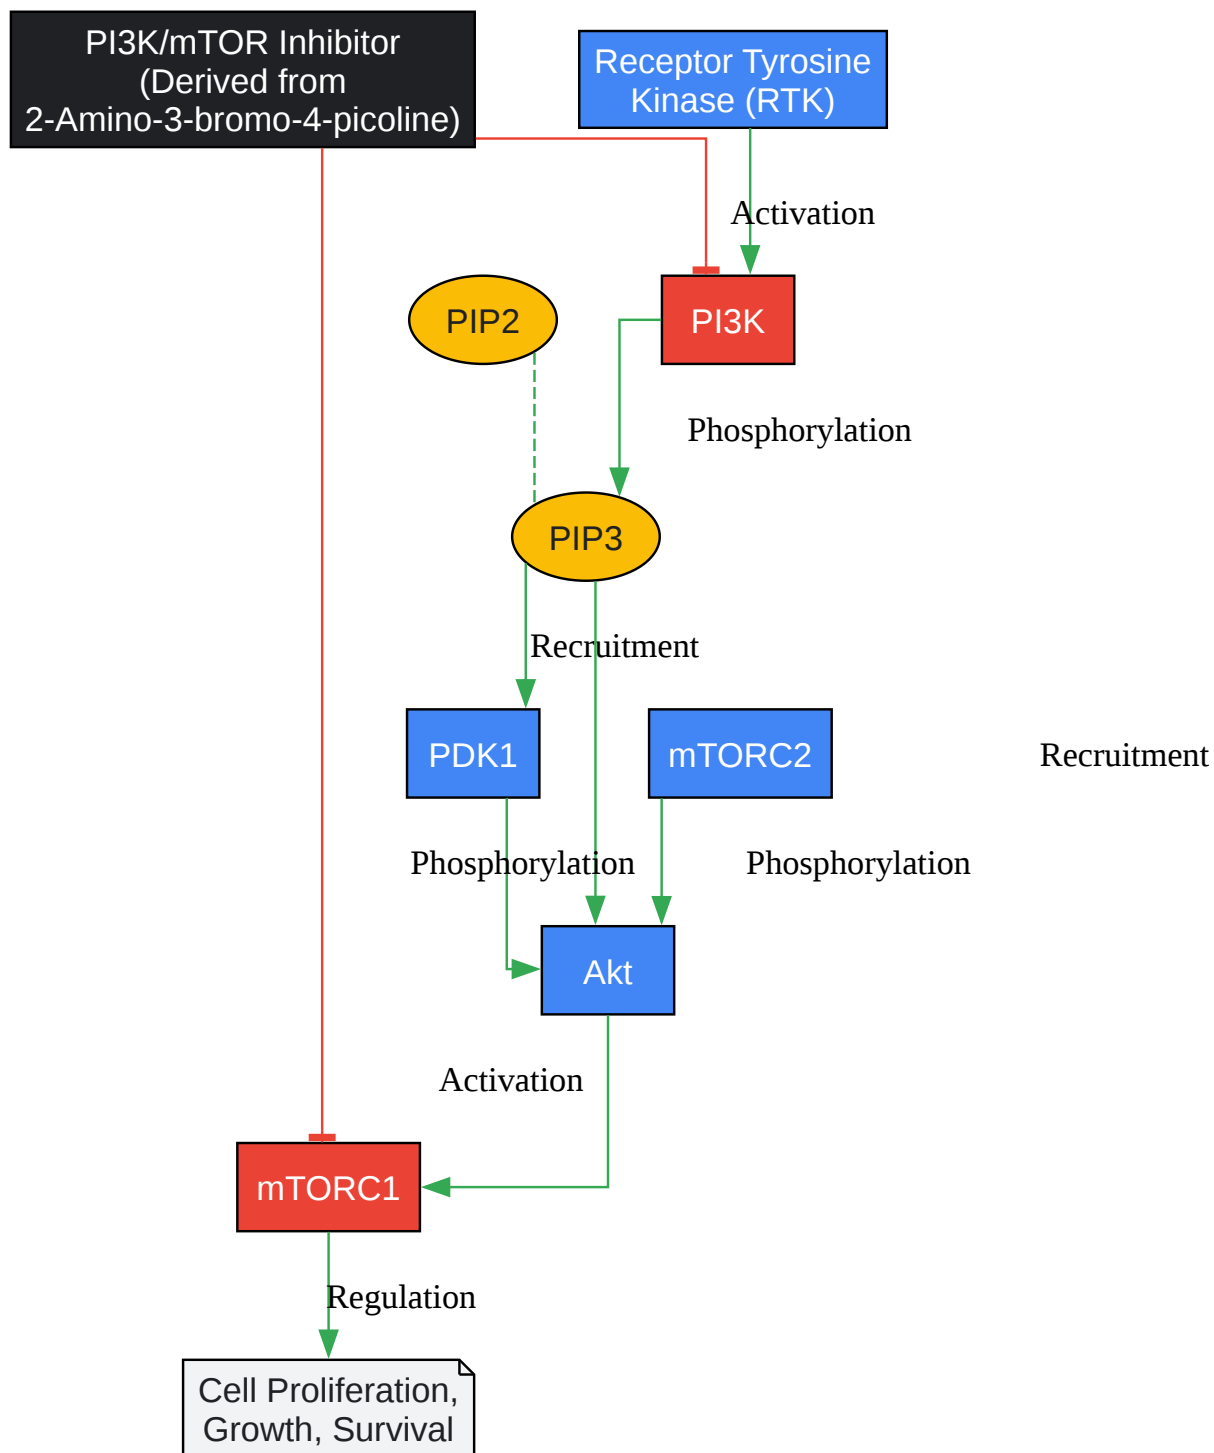 PI3K/mTOR Inhibitor
(Derived from
2-Amino-3-bromo-4-picoline)
Receptor Tyrosine
Kinase (RTK)
Activation
PIP2
PI3K
Phosphorylation
PIP3
Recruitment
PDK1
mTORC2
Recruitment
Phosphorylation
Phosphorylation
Akt
Activation
mTORC1
Regulation
Cell Proliferation,
Growth, Survival